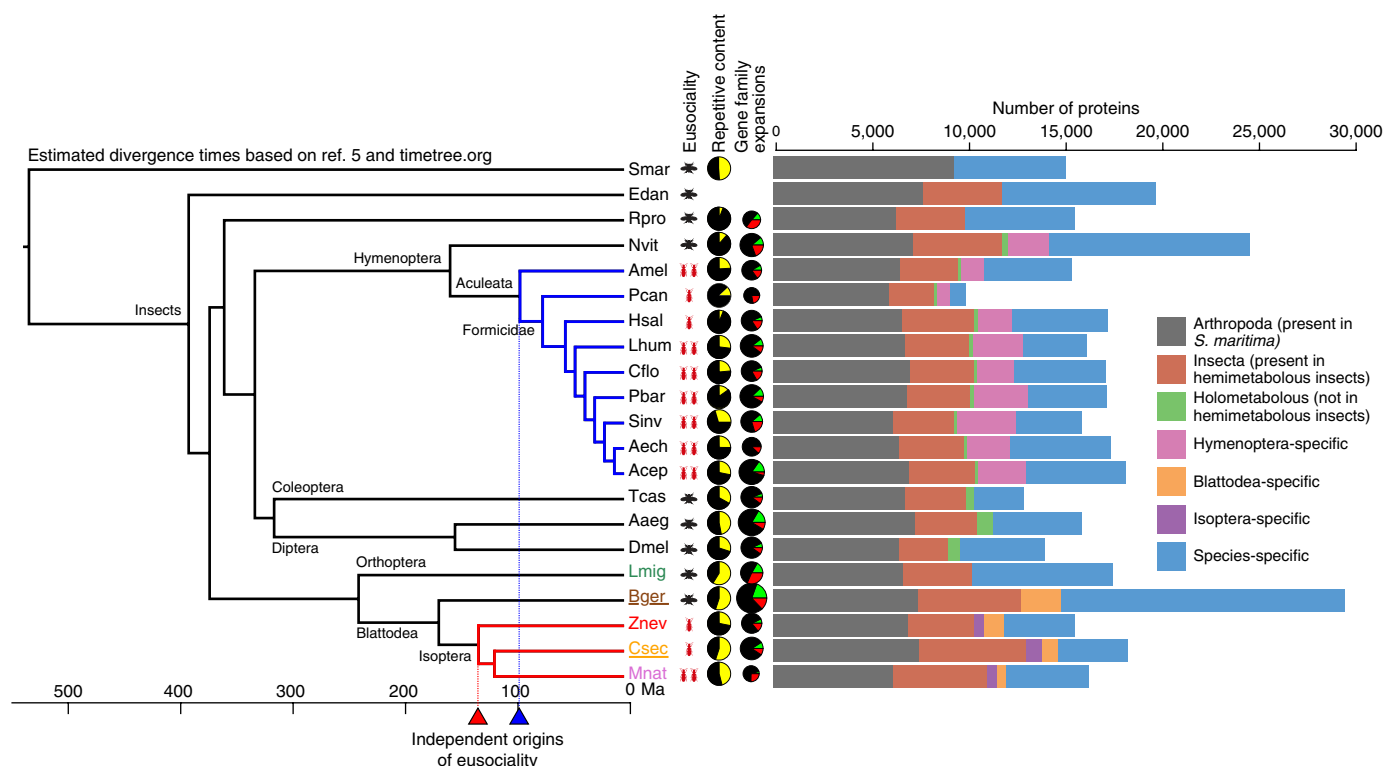 Eusociality
Repetitive content
Gene family
expansions
Number of proteins
0 5,000 10,000 15,000 20,000 25,000 30,000
Estimated divergence times based on ref. 5 and timetree.org
Smar
Edan
Rpro
Nvit
Amel
Pcan
Hsal
Lhum
Cflo
Pbar
Sinv
Aech
Acep
Tcas
Aaeg
Dmel
Lmig
Bger
Znev
Csec
Mnat
Hymenoptera
Aculeata
Insects
Formicidae
Coleoptera
Diptera
Orthoptera
Blattodea
Isoptera
500 400 300 200 100 0 Ma
Independent origins
of eusociality
Arthropoda (present in
S. maritima)
Insecta (present in
hemimetabolous insects)
Holometabolous (not in
hemimetabolous insects)
Hymenoptera-specific
Blattodea-specific
Isoptera-specific
Species-specific